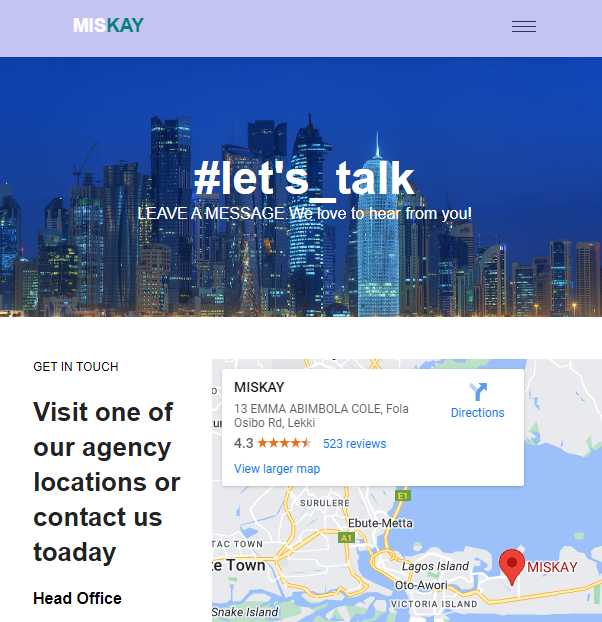 MISKAY
#let's_talk
LEAVE A MESSAGE We love to hear from you!
GET IN TOUCH
Visit one of
our agency
locations or
contact us
toaday
Head Office
MISKAY
13 EMMA ABIMBOLA COLE, Fola
Osibo Rd, Lekki
4.3
523 reviews
View larger map
Directions
SURULERE
E1
Ebute-Metta
A1
TAC TOWN
te Town
Lagos Island
Oto-Awori
MISKAY
VICTORIA ISLAND
Snake Island